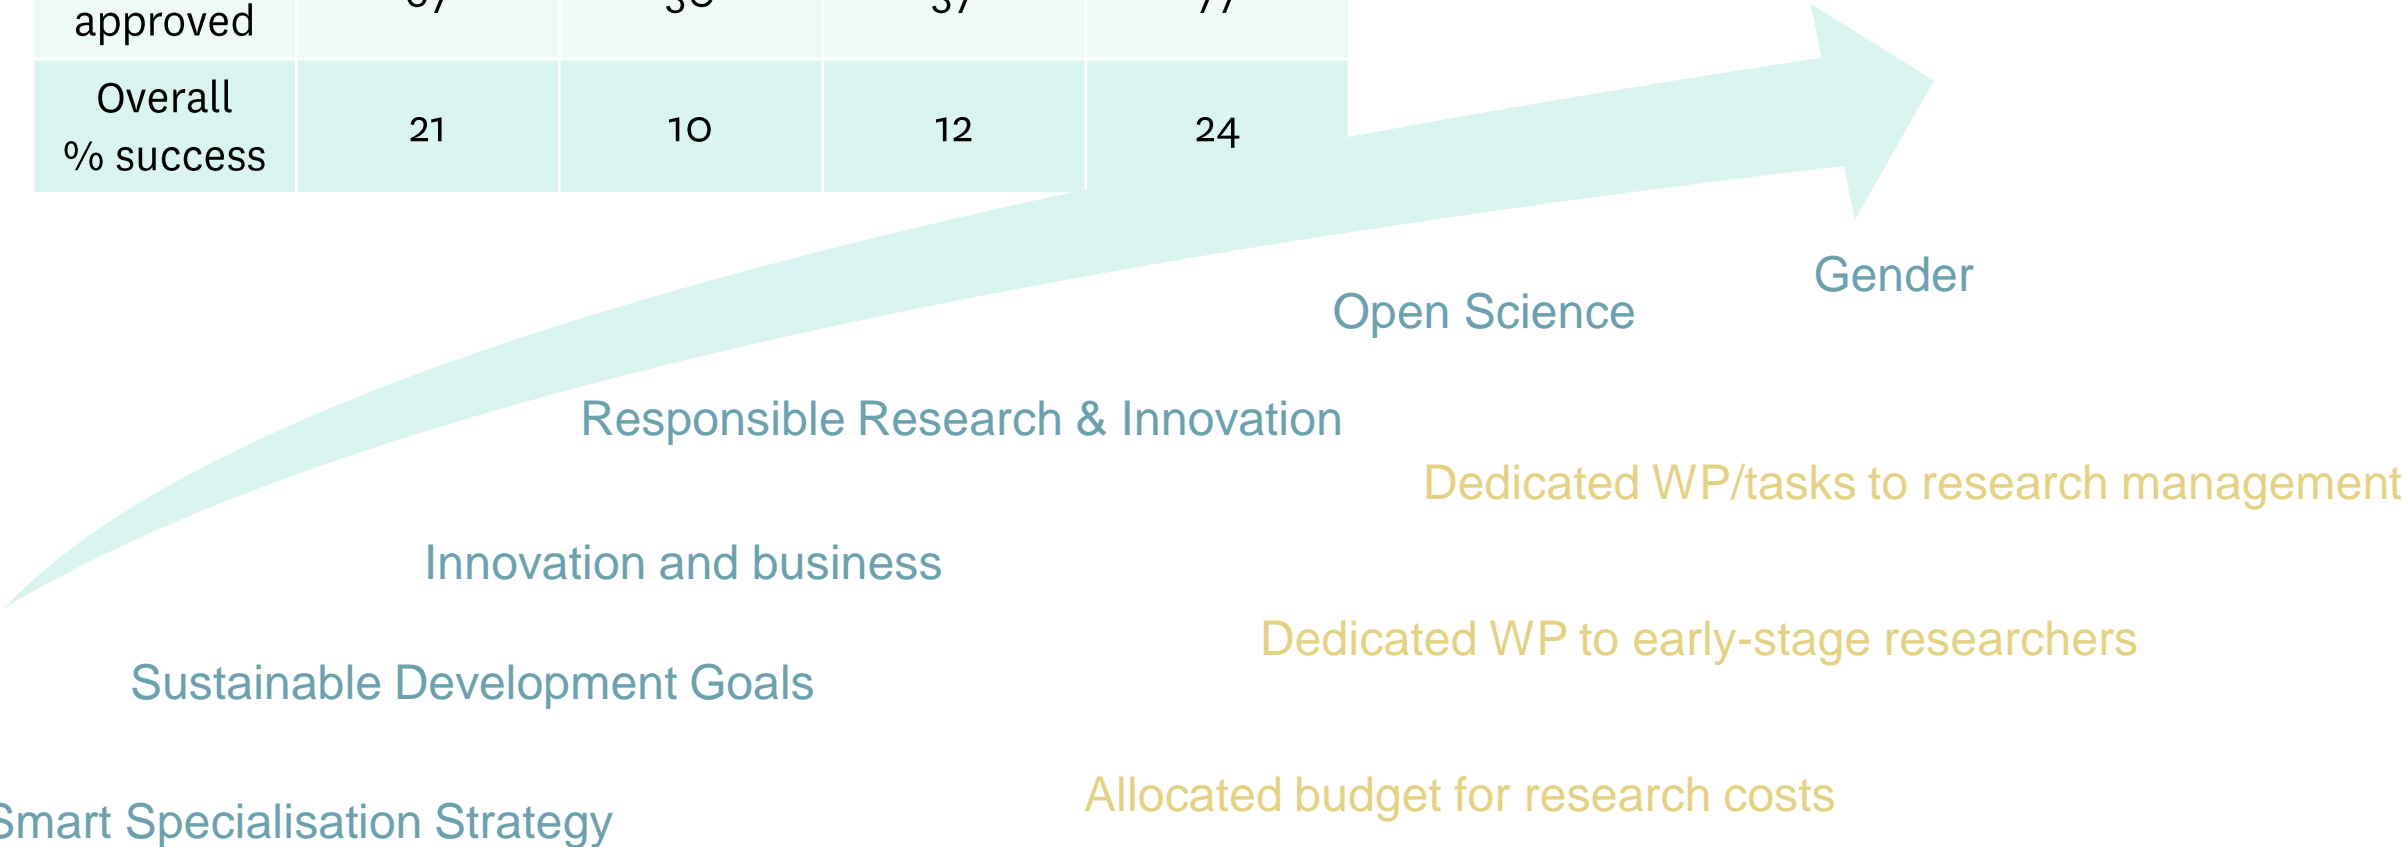 approved
Overall
% success
21
10
12
24
Gender
Open Science
Responsible Research & Innovation
Dedicated WP/tasks to research management
Innovation and business
Dedicated WP to early-stage researchers
Sustainable Development Goals
Allocated budget for research costs
Smart Specialisation Strategy